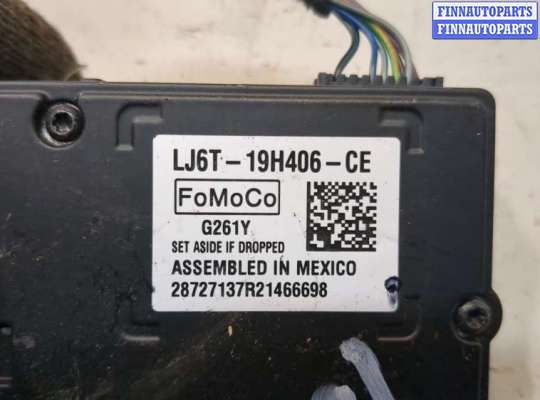 FINNAUTOPARTS
FINNAUTOPARTS
LJ6T-19H406-CE
FoMoCo
G261Y
SET ASIDE IF DROPPED
ASSEMBLED IN MEXICO
28727137R21466698